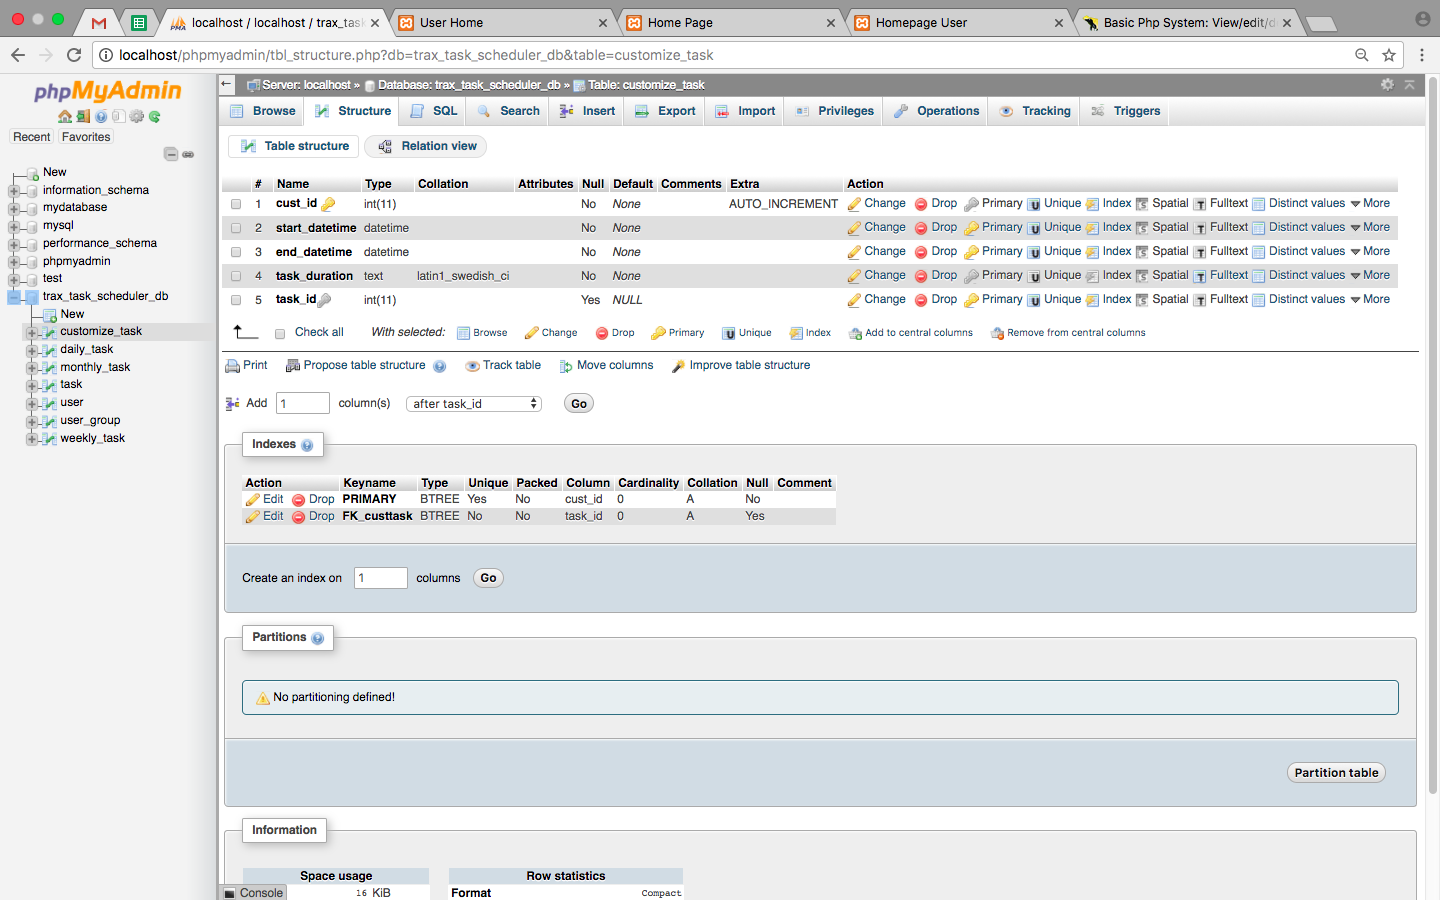 localhost / localhost / trax_tas
User Home
Home Page
Homepage User
Basic Php System: View/edit/d
localhost/phpmyadmin/tbl_structure.php?db=trax_task_scheduler_db&table=customize_task
phpMyAdmin
Recent Favorites
New
information_schema
mydatabase
mysql
performance_schema
phpmyadmin
test
trax_task_scheduler_db
New
customize_task
daily_task
monthly_task
task
user
user_group
weekly_task
Server: localhost » Database: trax_task_scheduler_db » Table: customize_task
Browse Structure SQL Search Insert Export Import Privileges Operations Tracking Triggers
Table structure Relation view
# Name Type Collation Attributes Null Default Comments Extra Action
1 cust_id int(11) No None AUTO_INCREMENT Change Drop Primary Unique Index Spatial Fulltext Distinct values More
2 start_datetime datetime No None Change Drop Primary Unique Index Spatial Fulltext Distinct values More
3 end_datetime datetime No None Change Drop Primary Unique Index Spatial Fulltext Distinct values More
4 task_duration text latin1_swedish_ci No None Change Drop Primary Unique Index Spatial Fulltext Distinct values More
5 task_id int(11) Yes NULL Change Drop Primary Unique Index Spatial Fulltext Distinct values More
Check all With selected: Browse Change Drop Primary Unique Index Add to central columns Remove from central columns
Print Propose table structure Track table Move columns Improve table structure
Add 1 column(s) after task_id Go
Indexes
Action Keyname Type Unique Packed Column Cardinality Collation Null Comment
Edit Drop PRIMARY BTREE Yes No cust_id 0 A No
Edit Drop FK_custtask BTREE No No task_id 0 A Yes
Create an index on 1 columns Go
Partitions
No partitioning defined!
Partition table
Information
Space usage Row statistics
Console 16 KiB Format Compact